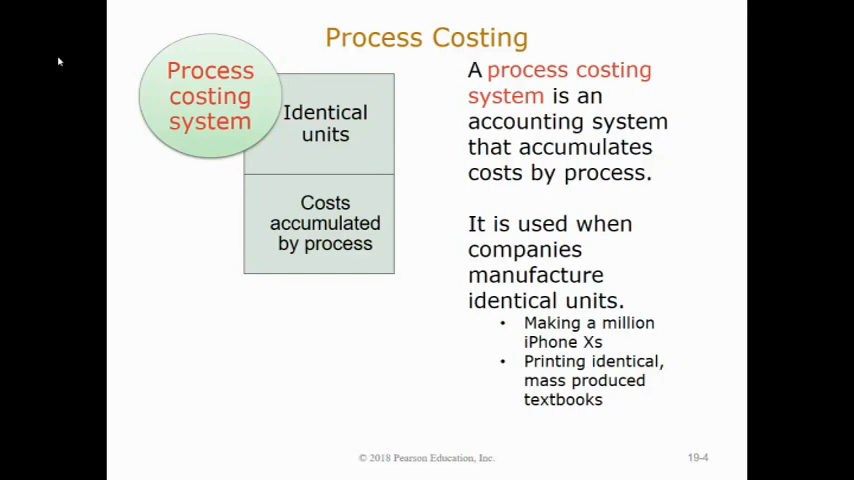 Process Costing
Process
costing
system
Identical
units
Costs
accumulated
by process
A process costing
system is an
accounting system
that accumulates
costs by process.
It is used when
companies
manufacture
identical units.
• Making a million
iPhone Xs
• Printing identical,
mass produced
textbooks
© 2018 Pearson Education, Inc.
19-4